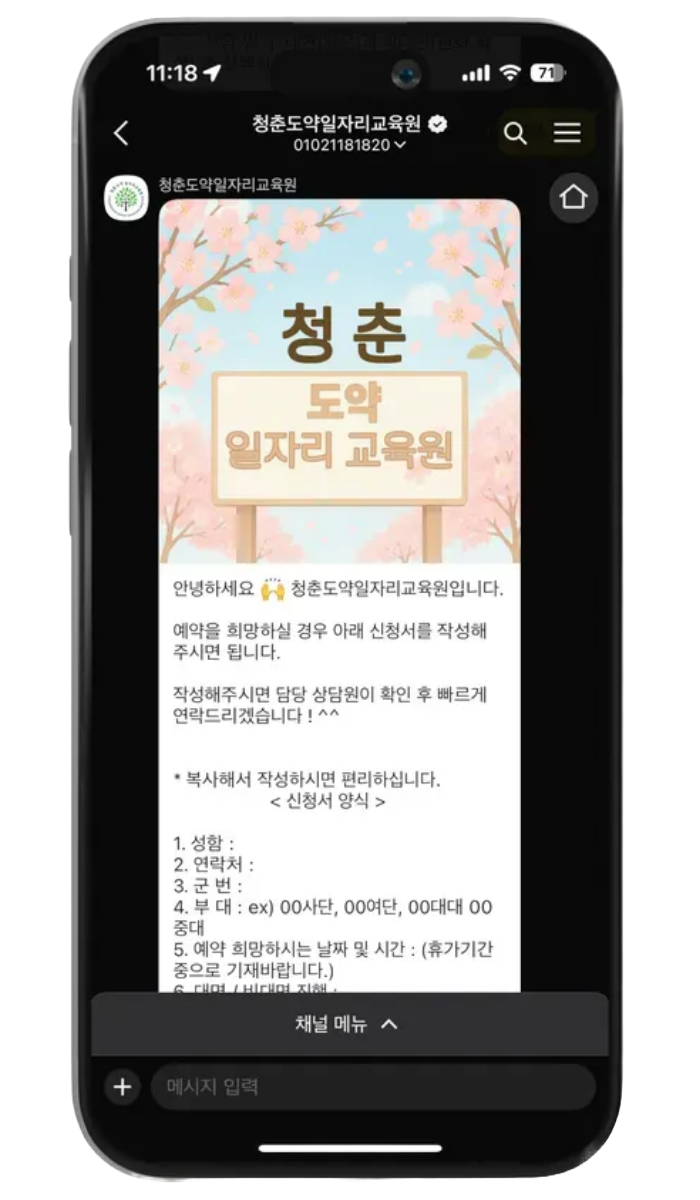 11:18
71
청춘도약일자리교육원
01021181820
청춘도약일자리교육원
청춘
도약
일자리 교육원
안녕하세요 🙌 청춘도약일자리교육원입니다.
예약을 희망하실 경우 아래 신청서를 작성해
주시면 됩니다.
작성해주시면 담당 상담원이 확인 후 빠르게
연락드리겠습니다 ! ^^
* 복사해서 작성하시면 편리하십니다.
< 신청서 양식 >
1. 성함 :
2. 연락처 :
3. 군 번 :
4. 부 대 : ex) 00사단, 00여단, 00대대 00
중대
5. 예약 희망하시는 날짜 및 시간 : (휴가기간
중으로 기재바랍니다.)
6. 대면 / 비대면 진행 :
채널 메뉴
메시지 입력